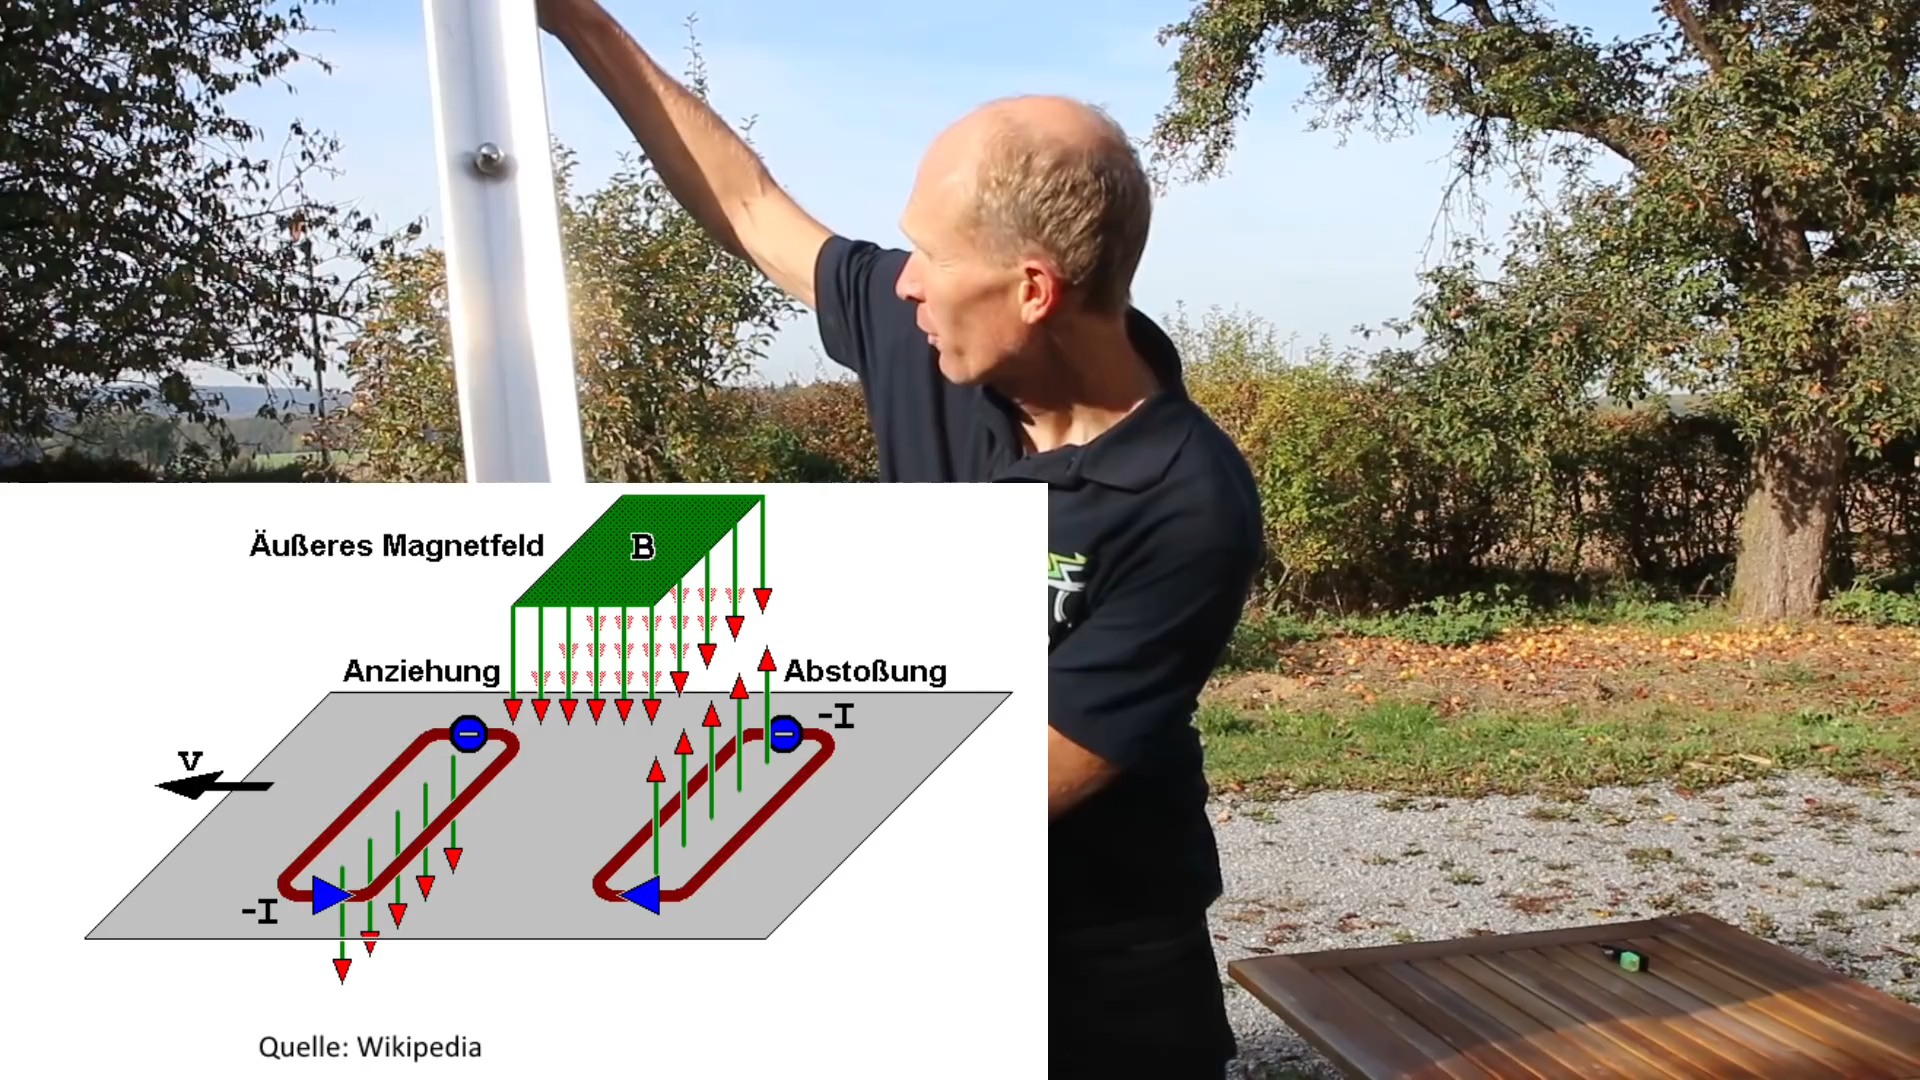 Äußeres Magnetfeld
B
Anziehung
Abstoßung
-I
v
-I
Quelle: Wikipedia